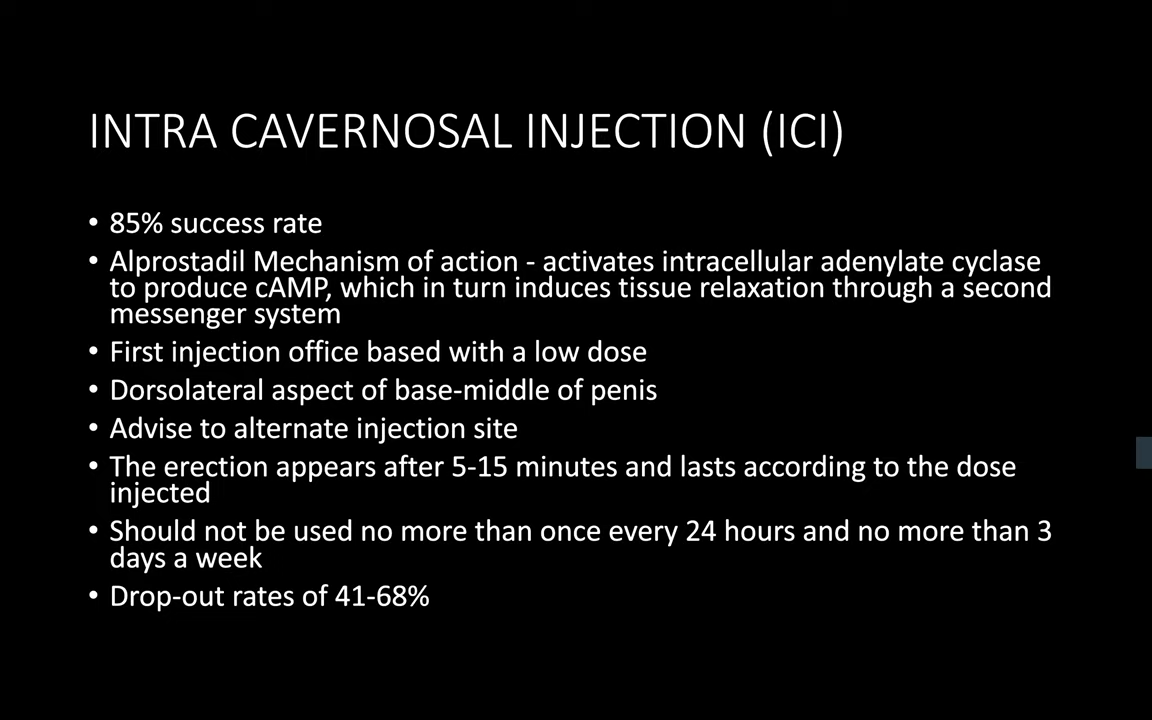 INTRA CAVERNOSAL INJECTION (ICI)
• 85% success rate
• Alprostadil Mechanism of action - activates intracellular adenylate cyclase
to produce cAMP, which in turn induces tissue relaxation through a second
messenger system
• First injection office based with a low dose
• Dorsolateral aspect of base-middle of penis
• Advise to alternate injection site
• The erection appears after 5-15 minutes and lasts according to the dose
injected
• Should not be used no more than once every 24 hours and no more than 3
days a week
• Drop-out rates of 41-68%